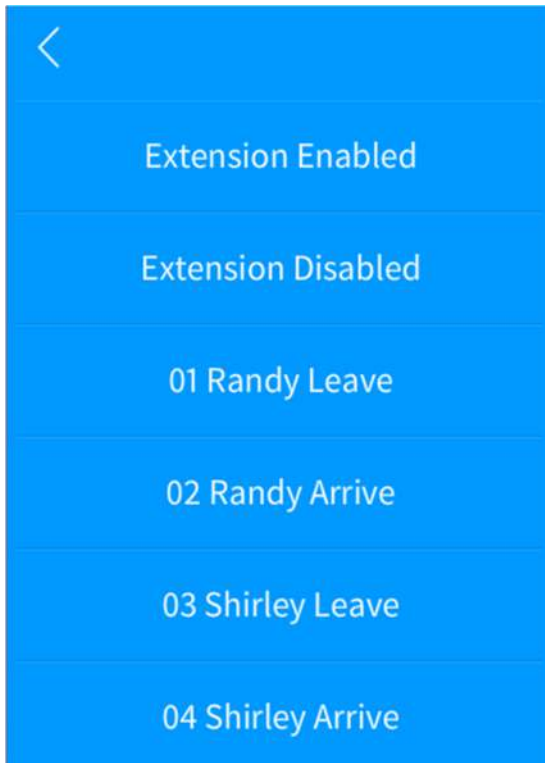 Extension Enabled
Extension Disabled
01 Randy Leave
02 Randy Arrive
03 Shirley Leave
04 Shirley Arrive